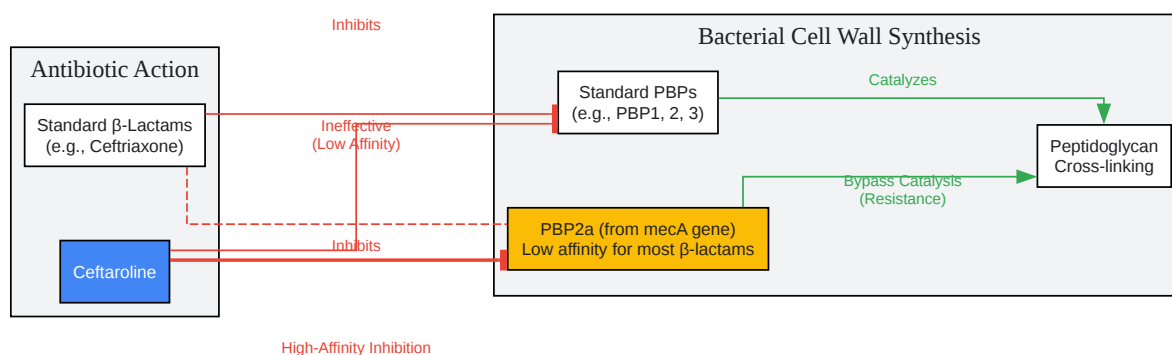 Inhibits
Bacterial Cell Wall Synthesis
Antibiotic Action
Standard β-Lactams
(e.g., Ceftriaxone)
Ineffective
(Low Affinity)
Standard PBPs
(e.g., PBP1, 2, 3)
Catalyzes
Peptidoglycan
Cross-linking
Bypass Catalysis
(Resistance)
PBP2a (from mecA gene)
Low affinity for most β-lactams
Ceftaroline
Inhibits
High-Affinity Inhibition